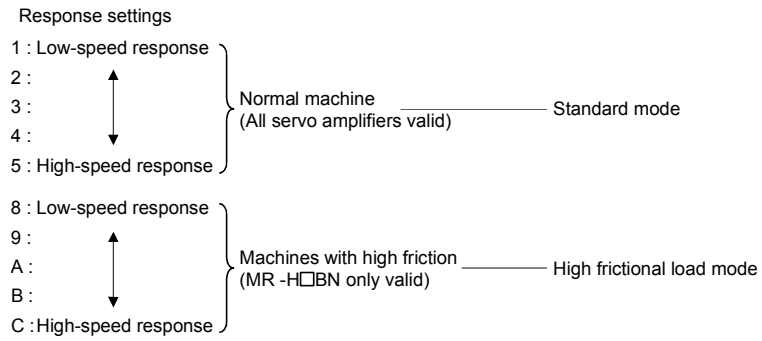 Response settings
1 : Low-speed response
2 :
3 :
4 :
5 : High-speed response
Normal machine
(All servo amplifiers valid)
Standard mode
8 : Low-speed response
9 :
A :
B :
C :High-speed response
Machines with high friction
(MR -H□BN only valid)
High frictional load mode